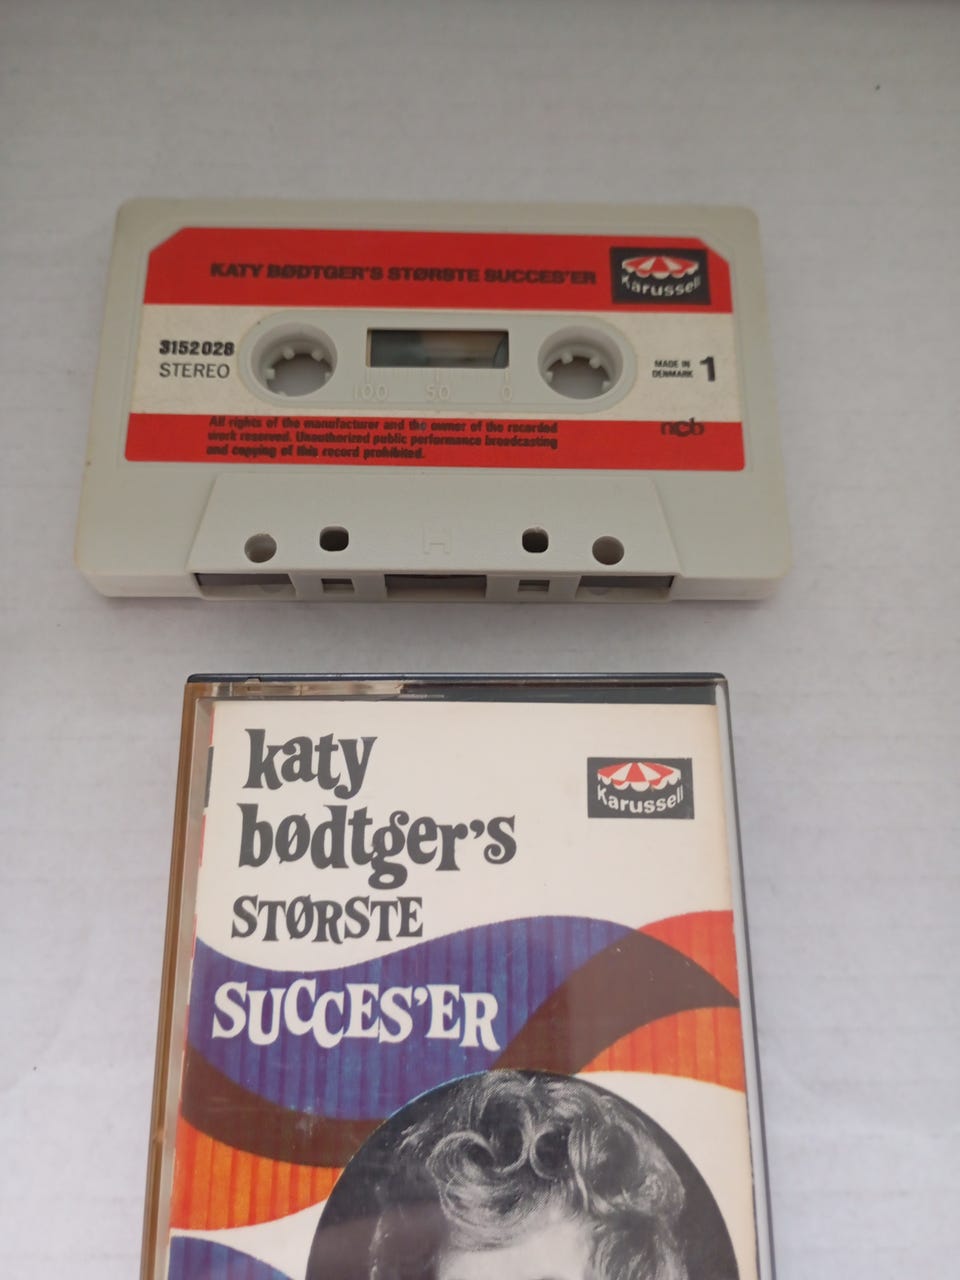 KATY BØDTGER'S STØRSTE SUCCES'ER
Karussell
3152028
STEREO
100 50 0
MADE IN
DENMARK
1
All rights of the manufacturer and the owner of the recorded
work reserved. Unauthorized public performance broadcasting
and copying of this record prohibited.
ncb
H
katy
bødtger's
STØRSTE
SUCCES'ER
Karussell